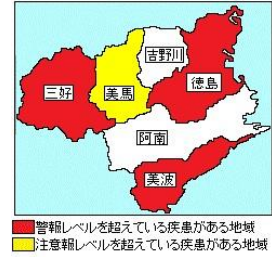 吉野川
徳島
三好
美馬
阿南
美波
警報レベルを超えている疾患がある地域
注意報レベルを超えている疾患がある地域